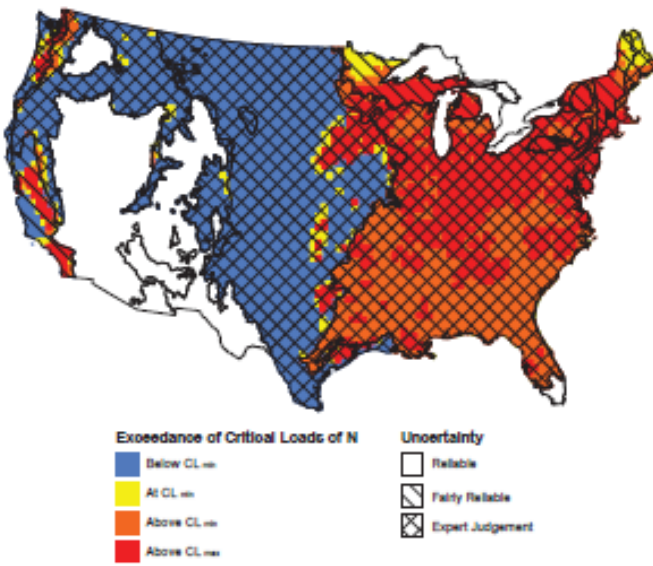 Exceedance of Critical Loads of N
Below CL min
At CL min
Above CL min
Above CL max
Uncertainty
Reliable
Fairly Reliable
Expert Judgement